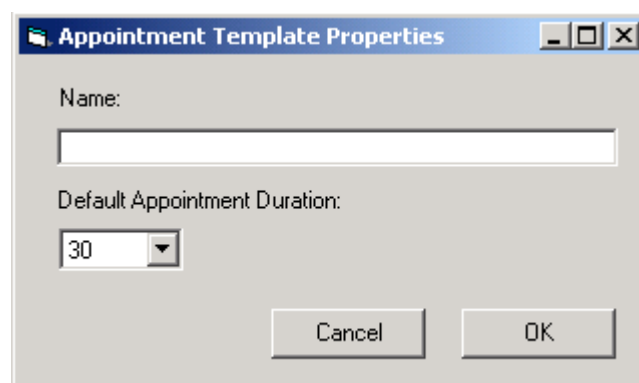 Appointment Template Properties
Name:
Default Appointment Duration:
30
Cancel OK